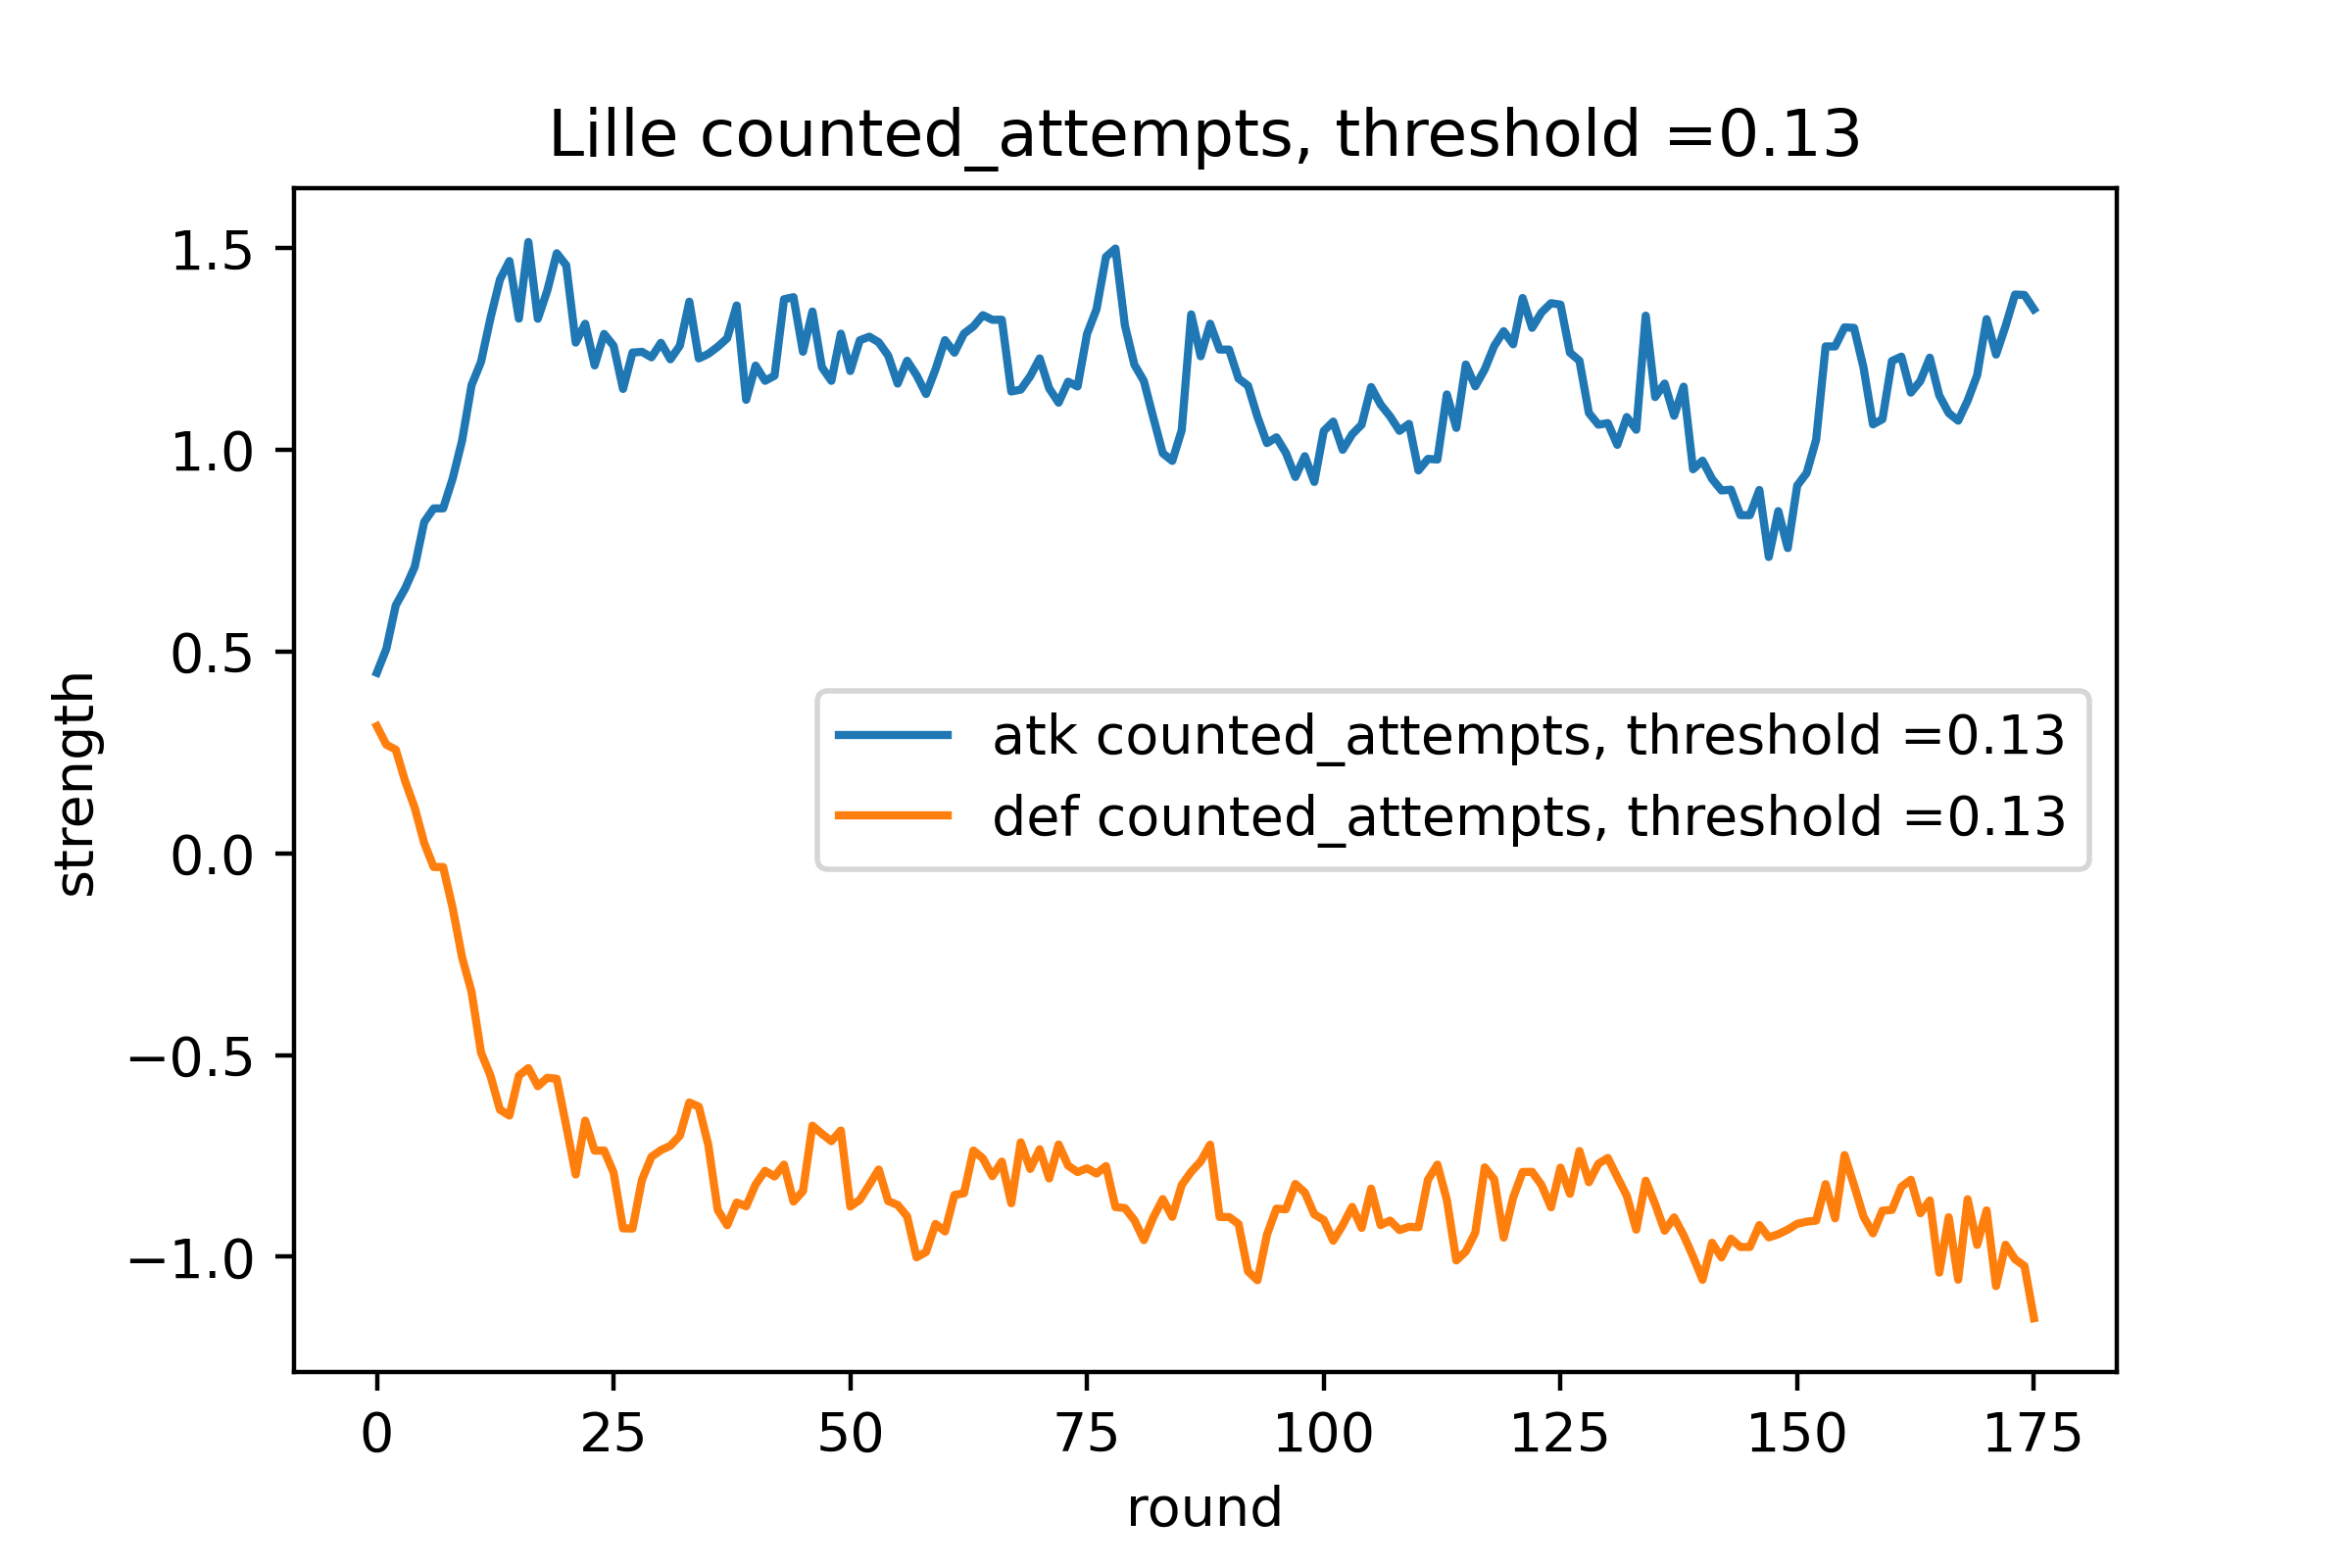 Lille counted_attempts, threshold =0.13
1.5
1.0
0.5
0.0
−0.5
−1.0
strength
atk counted_attempts, threshold =0.13
def counted_attempts, threshold =0.13
0 25 50 75 100 125 150 175
round